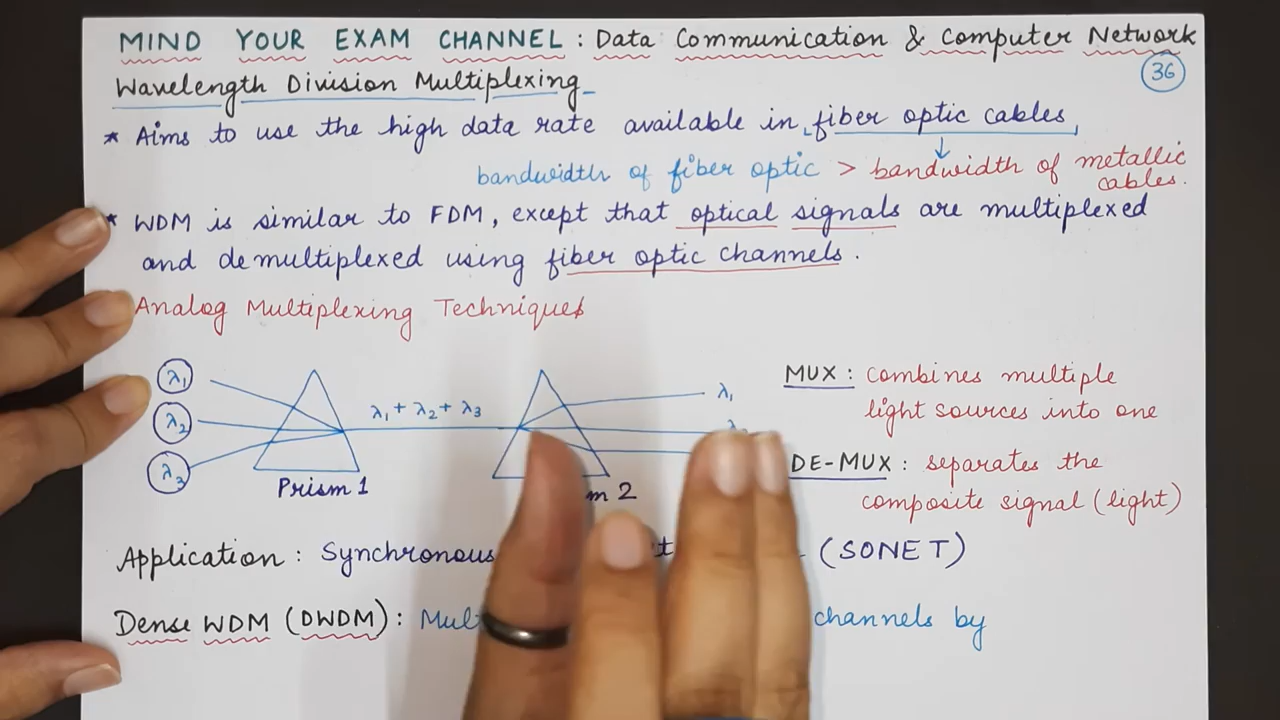 MIND YOUR EXAM CHANNEL : Data Communication & Computer Network
36
Wavelength Division Multiplexing
* Aims to use the high data rate available in fiber optic cables
↓
bandwidth of fiber optic > bandwidth of metallic
cables.
* WDM is similar to FDM, except that optical signals are multiplexed
and demultiplexed using fiber optic channels.
Analog Multiplexing Techniques
λ1
λ2
λ3
λ1 + λ2 + λ3
λ1
Prism 1
m 2
MUX : combines multiple
light sources into one
DE-MUX : separates the
composite signal (light)
Application : Synchronous (SONET)
Dense WDM (DWDM) : Mul channels by